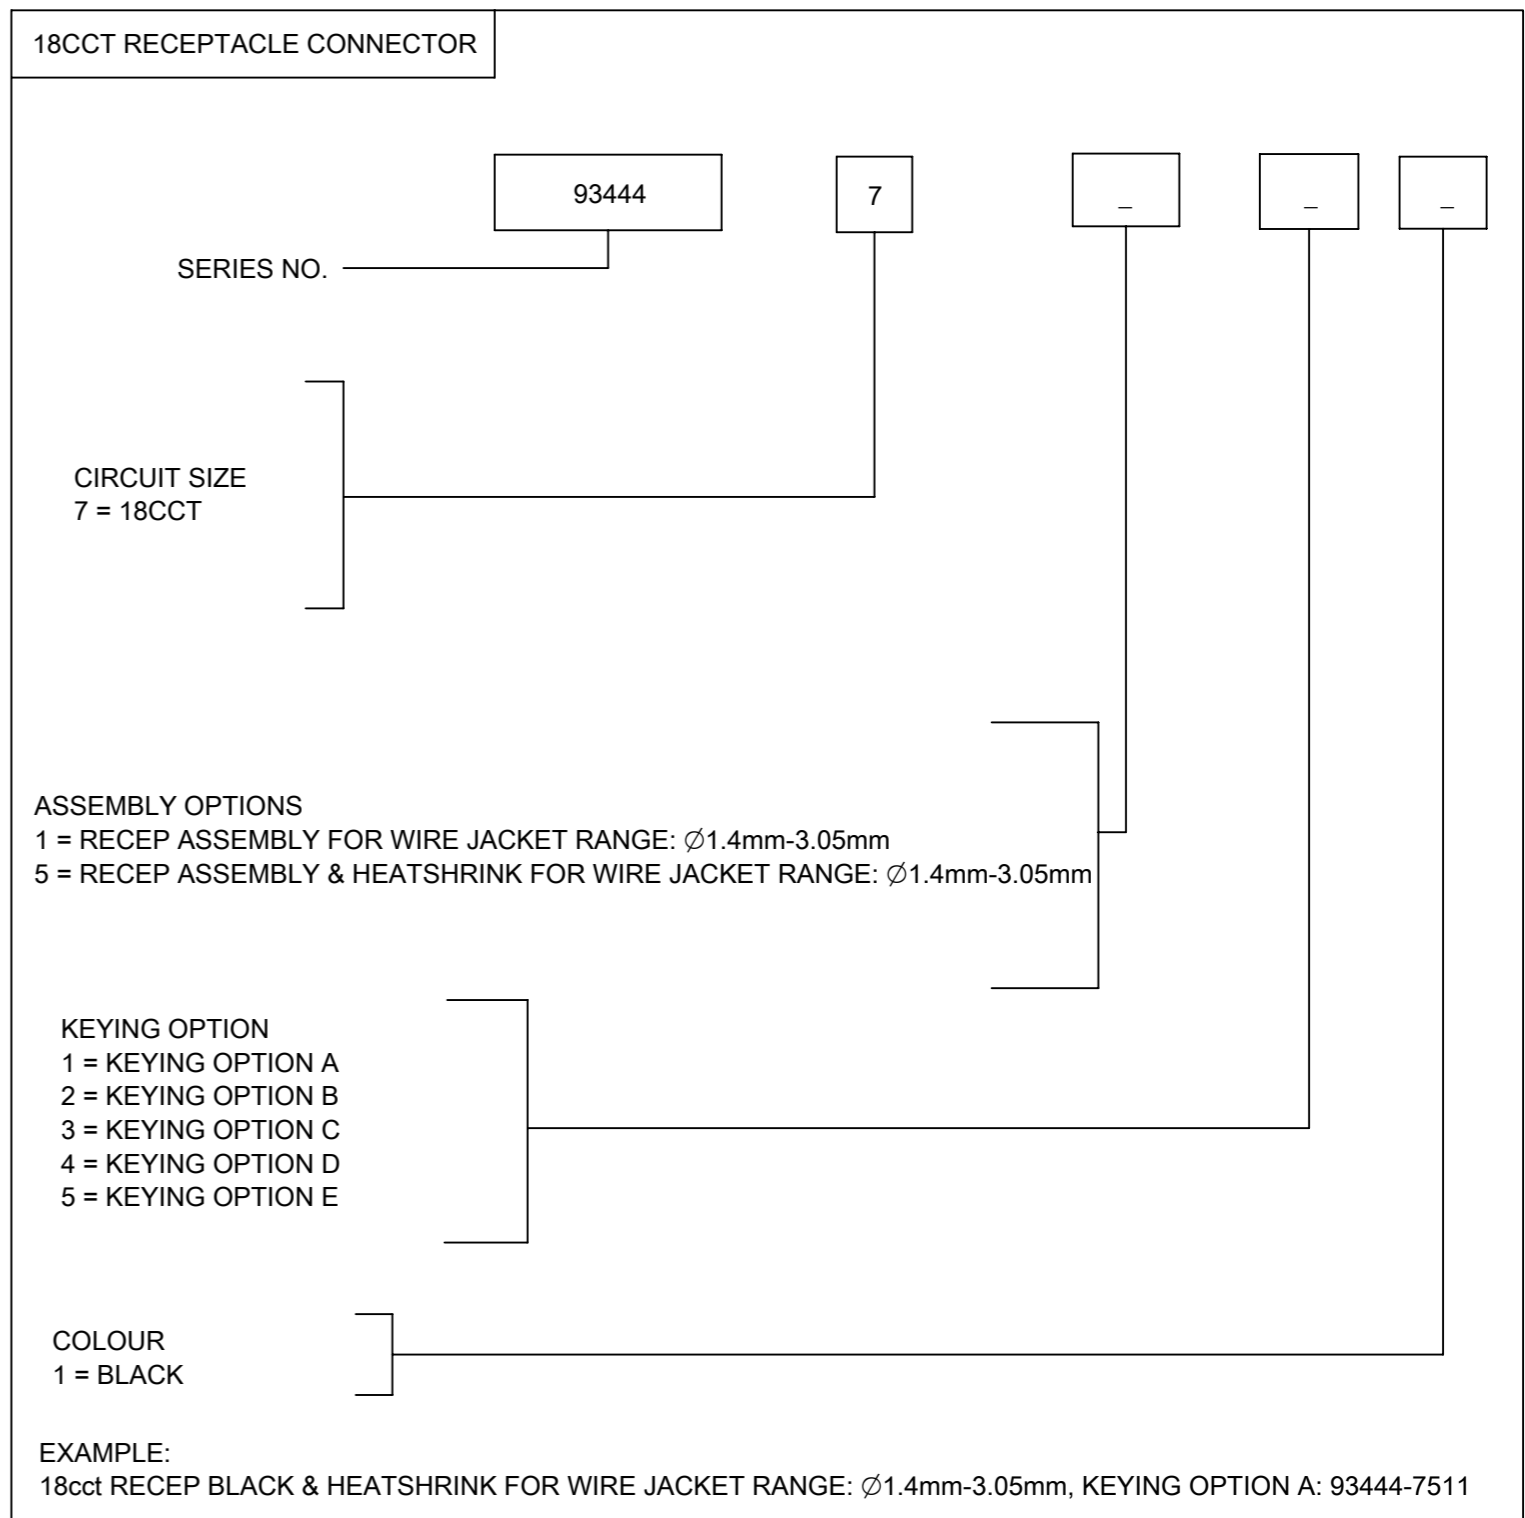 18CCT RECEPTACLE CONNECTOR
93444
7
_
_
_
SERIES NO.
CIRCUIT SIZE
7 = 18CCT
ASSEMBLY OPTIONS
1 = RECEP ASSEMBLY FOR WIRE JACKET RANGE: ∅1.4mm-3.05mm
5 = RECEP ASSEMBLY & HEATSHRINK FOR WIRE JACKET RANGE: ∅1.4mm-3.05mm
KEYING OPTION
1 = KEYING OPTION A
2 = KEYING OPTION B
3 = KEYING OPTION C
4 = KEYING OPTION D
5 = KEYING OPTION E
COLOUR
1 = BLACK
EXAMPLE:
18cct RECEP BLACK & HEATSHRINK FOR WIRE JACKET RANGE: ∅1.4mm-3.05mm, KEYING OPTION A: 93444-7511